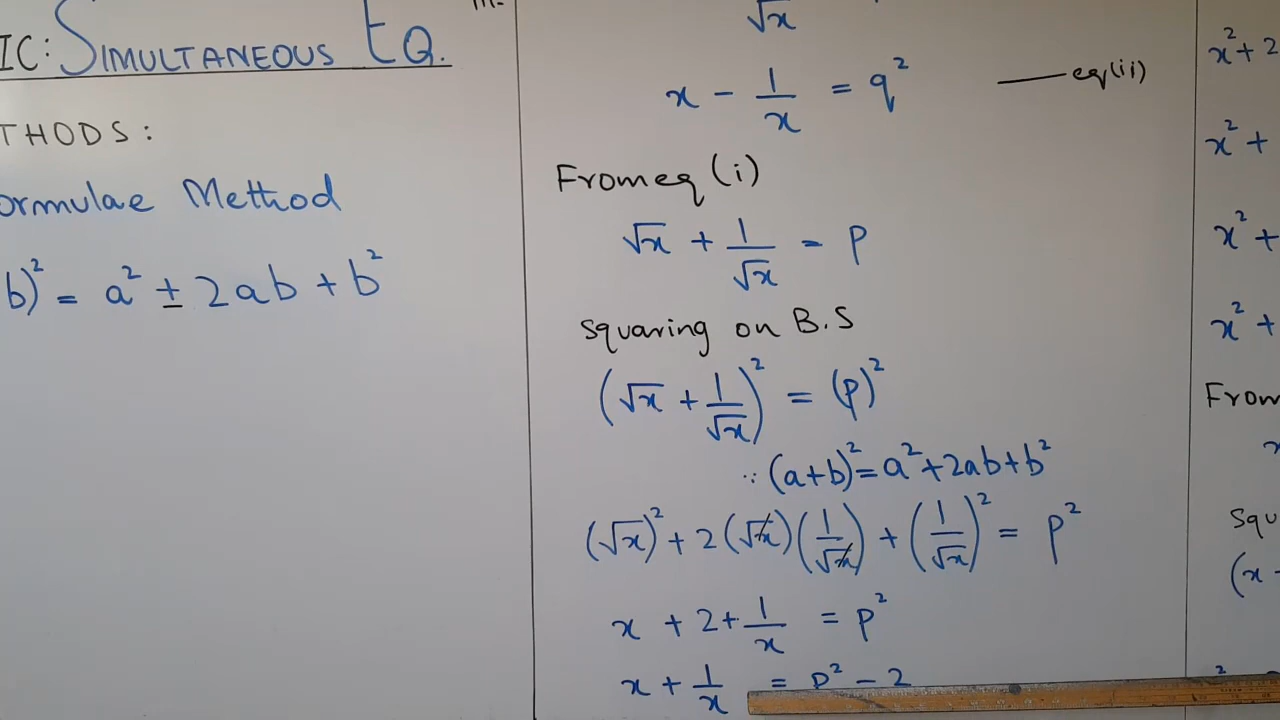 IC: SIMULTANEOUS EQ.
THODS:
ormulae Method
b)² = a² ± 2ab + b²
√x
x - 1/x = q² —— eq(ii)
From eq (i)
√x + 1/√x = p
squaring on B.S
(√x + 1/√x)² = (p)²
∵ (a+b)² = a²+2ab+b²
(√x)² + 2(√x)(1/√x) + (1/√x)² = p²
x + 2 + 1/x = p²
x + 1/x = p² - 2
x² + 2
x² +
x² +
x² +
From
x
squ
(x -
2